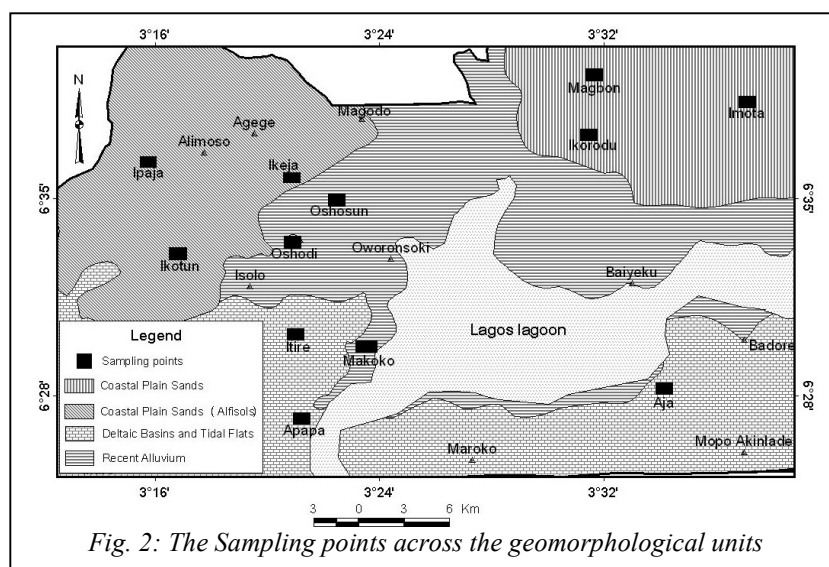 3°16' 3°24' 3°32'
N
Magbon
Imota
Magodo
Agege
Ikorodu
Alimoso
Ipaja
Ikeja
6°35' 6°35'
Oshosun
Oshodi
Oworonsoki
Ikotun
Isolo
Baiyeku
Legend
Sampling points
Coastal Plain Sands
Coastal Plain Sands ( Alfisols)
Deltaic Basins and Tidal Flats
Recent Alluvium
Lagos lagoon
Itire
Makoko
Badore
6°28' 6°28'
Aja
Apapa
Maroko
Mopo Akinlade
3°16' 3°24' 3°32'
3 0 3 6 Km
Fig. 2: The Sampling points across the geomorphological units